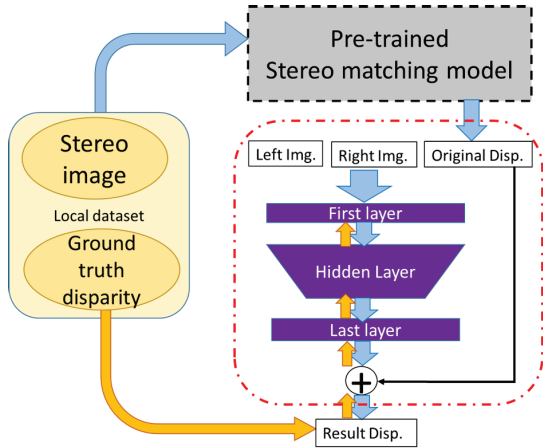 Pre-trained
Stereo matching model
Stereo
image
Local dataset
Ground
truth
disparity
Left Img.
Right Img.
Original Disp.
First layer
Hidden Layer
Last layer
+
Result Disp.